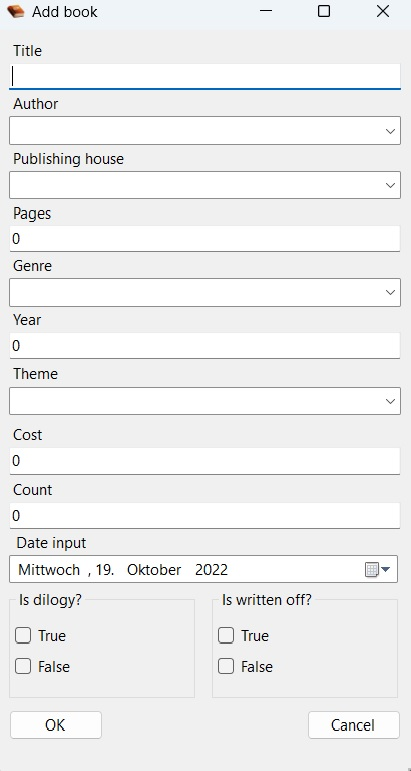 Add book
Title
Author
Publishing house
Pages
0
Genre
Year
0
Theme
Cost
0
Count
0
Date input
Mittwoch , 19. Oktober 2022
Is dilogy? Is written off?
True True
False False
OK Cancel